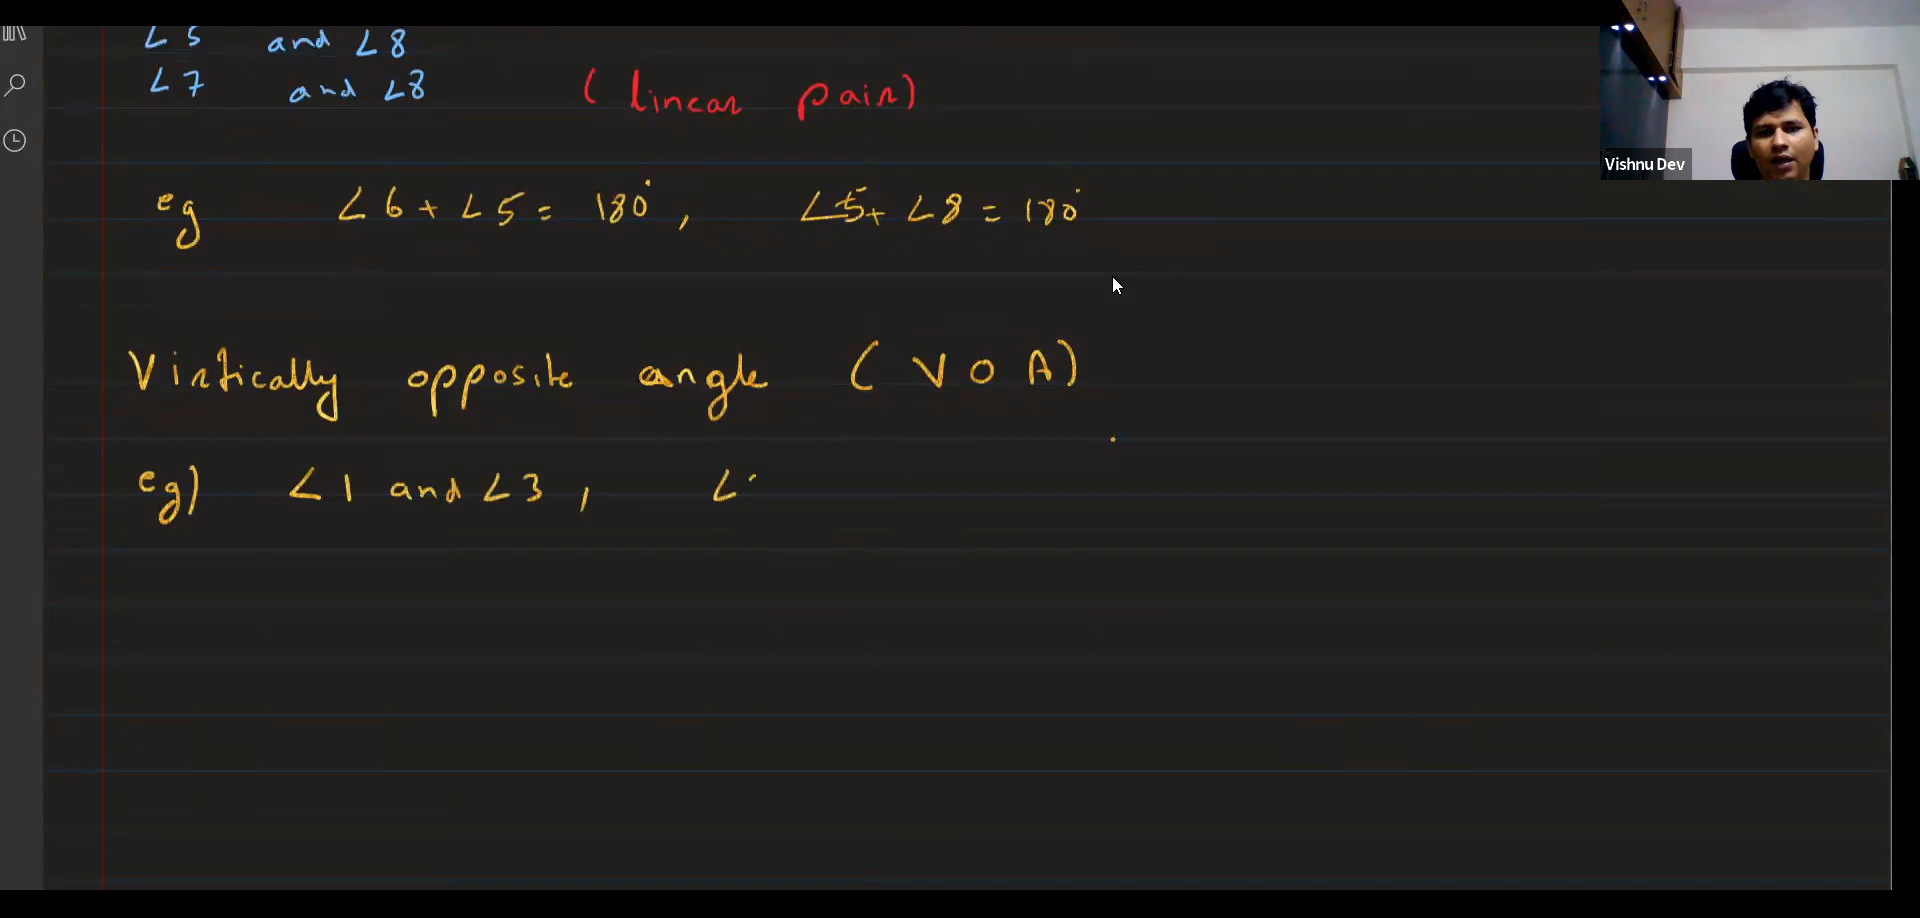 ∠5 and ∠8
∠7 and ∠8 (linear pair)
Vishnu Dev
eg ∠6+∠5= 180°, ∠5+ ∠8 = 180°
Virtically opposite angle (VOA)
eg) ∠1 and ∠3, ∠